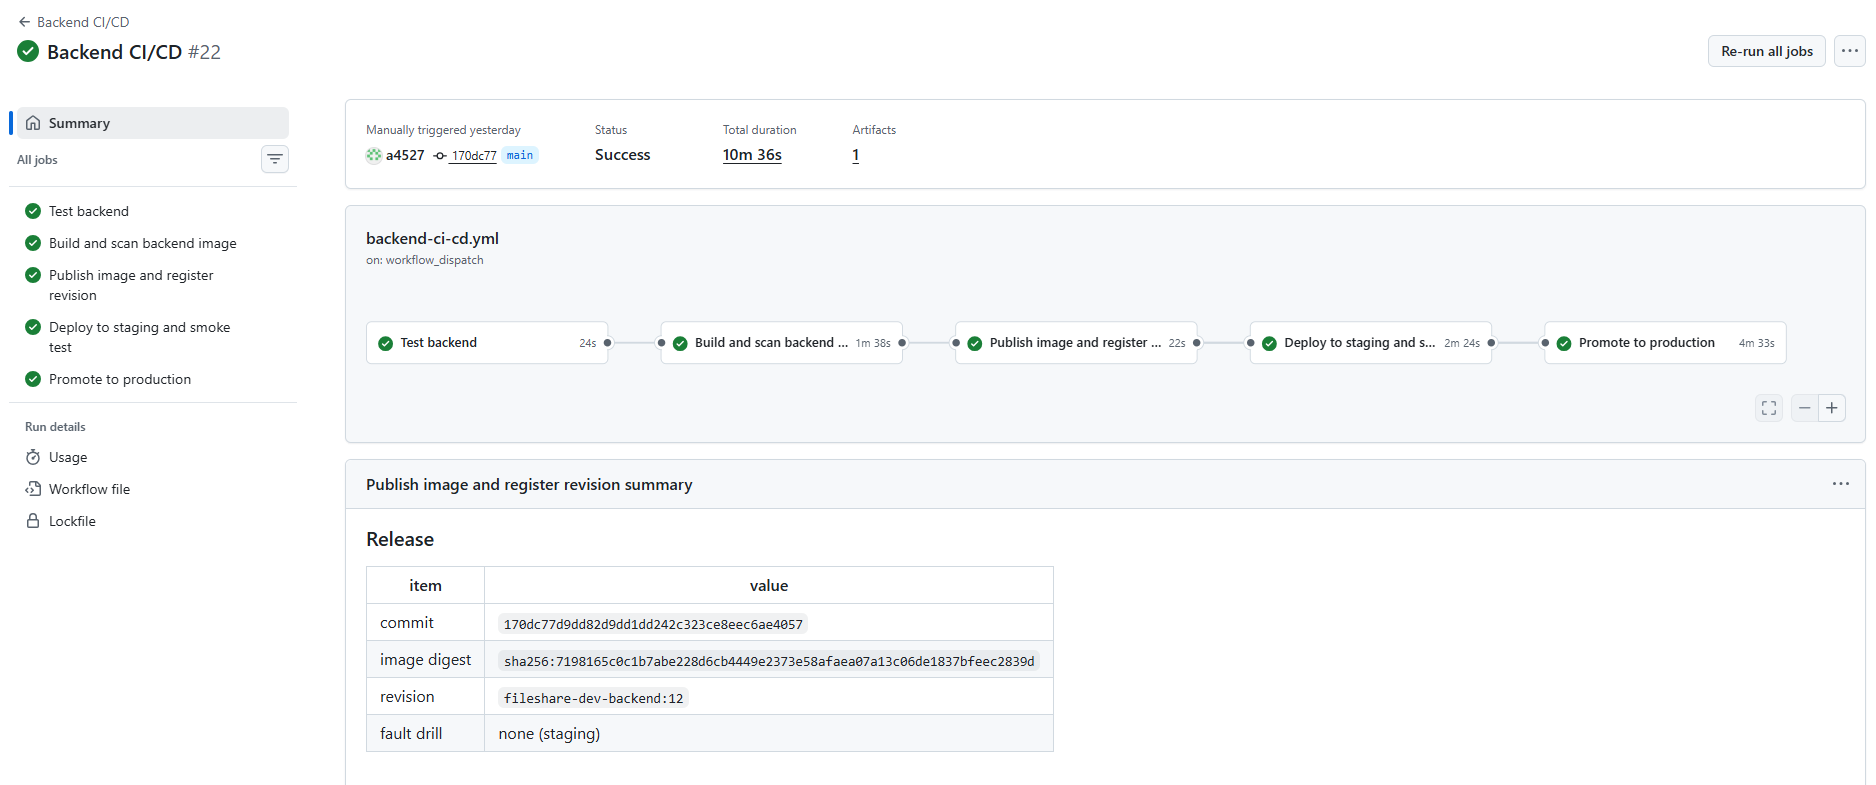 Backend CI/CD
Backend CI/CD #22
Re-run all jobs
Summary
All jobs
Test backend
Build and scan backend image
Publish image and register
revision
Deploy to staging and smoke
test
Promote to production
Run details
Usage
Workflow file
Lockfile
Manually triggered yesterday
a4527 170dc77 main
Status
Success
Total duration
10m 36s
Artifacts
1
backend-ci-cd.yml
on: workflow_dispatch
Test backend 24s
Build and scan backend ... 1m 38s
Publish image and register ... 22s
Deploy to staging and s... 2m 24s
Promote to production 4m 33s
Publish image and register revision summary
Release
item value
commit 170dc77d9dd82d9dd1dd242c323ce8eec6ae4057
image digest sha256:7198165c0c1b7abe228d6cb4449e2373e58afaea07a13c06de1837bfeec2839d
revision fileshare-dev-backend:12
fault drill none (staging)